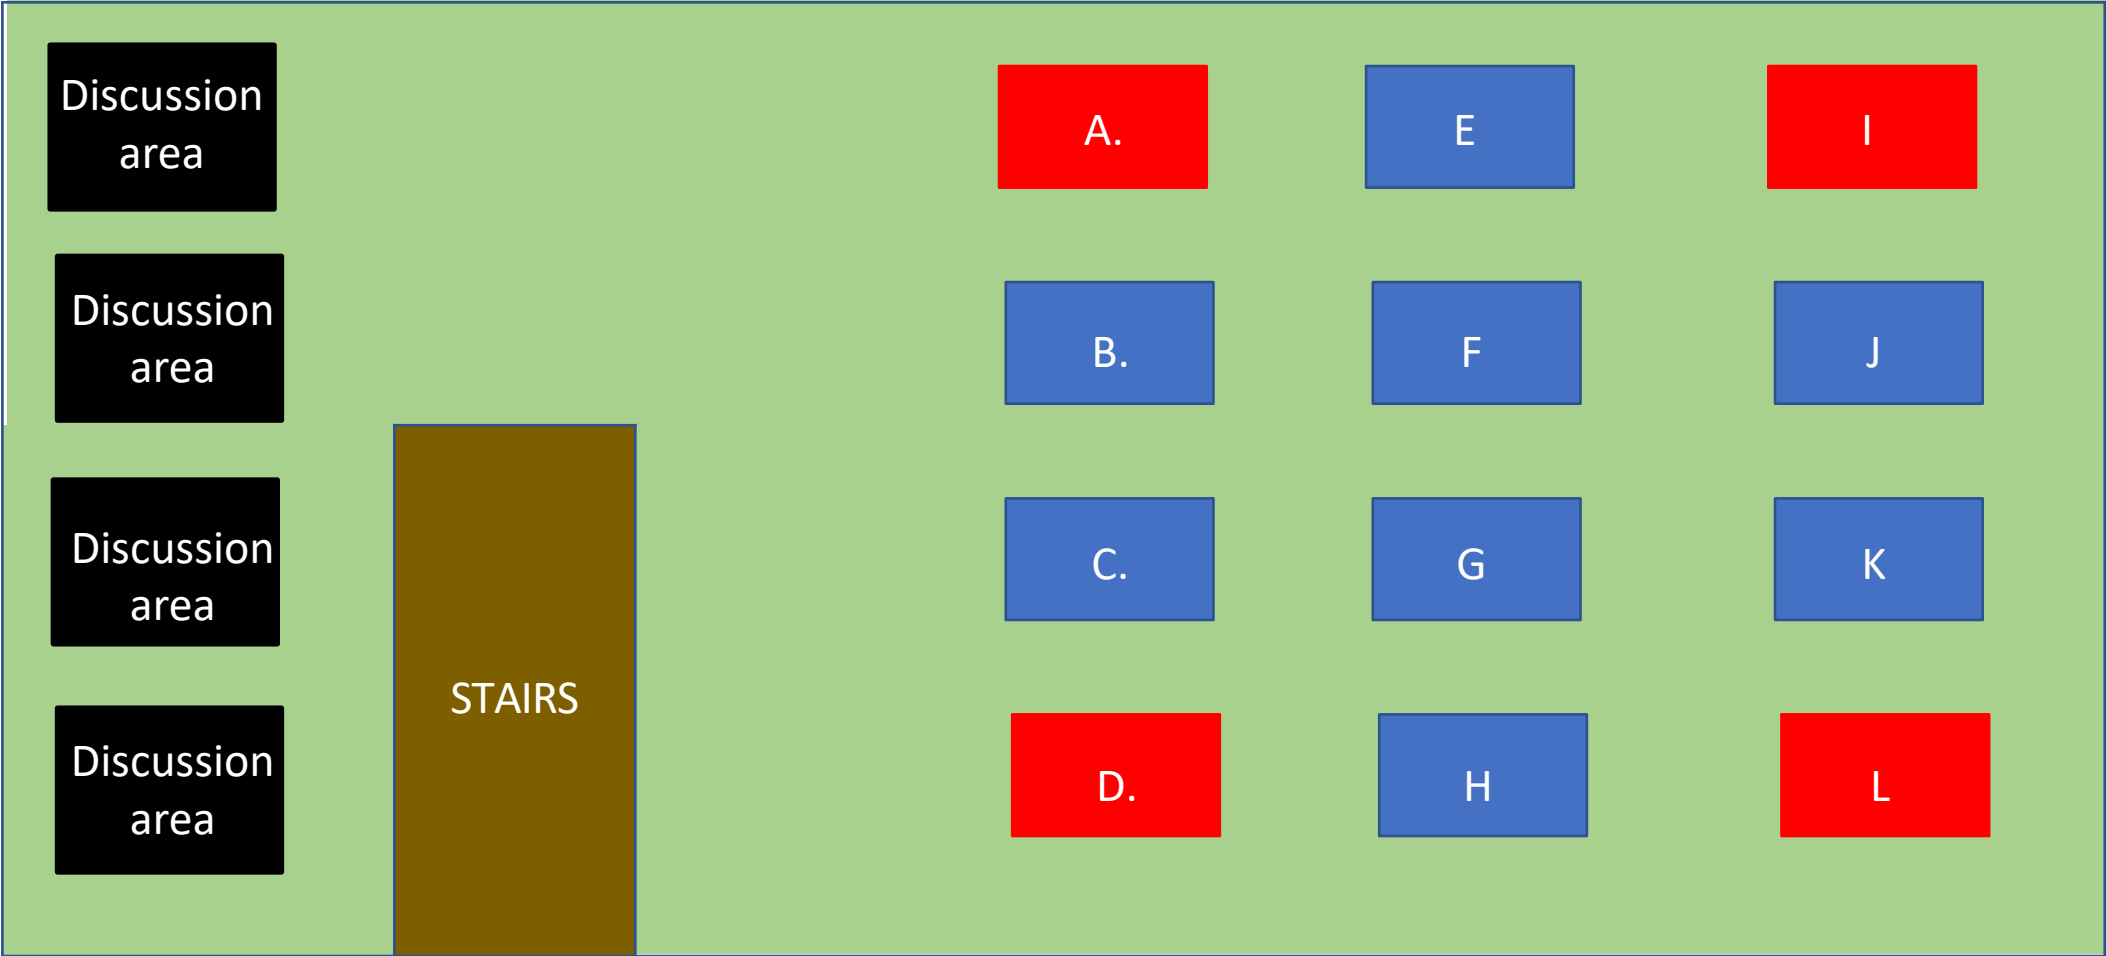 Discussion
area
A.
E
I
Discussion
area
B.
F
J
Discussion
area
C.
G
K
STAIRS
Discussion
area
D.
H
L